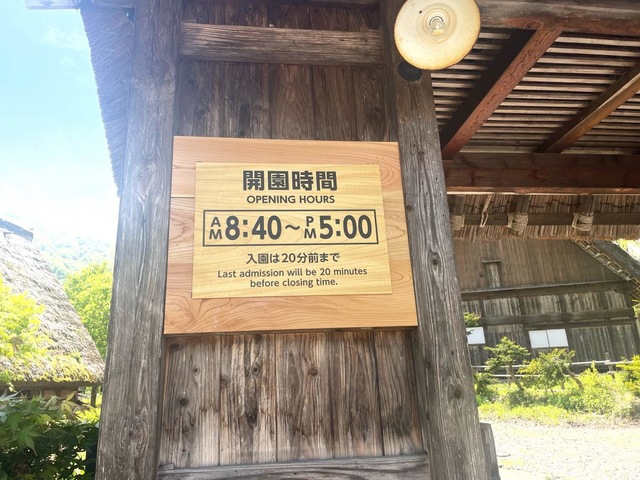 開園時間
OPENING HOURS
AM8:40～PM5:00
入園は20分前まで
Last admission will be 20 minutes
before closing time.